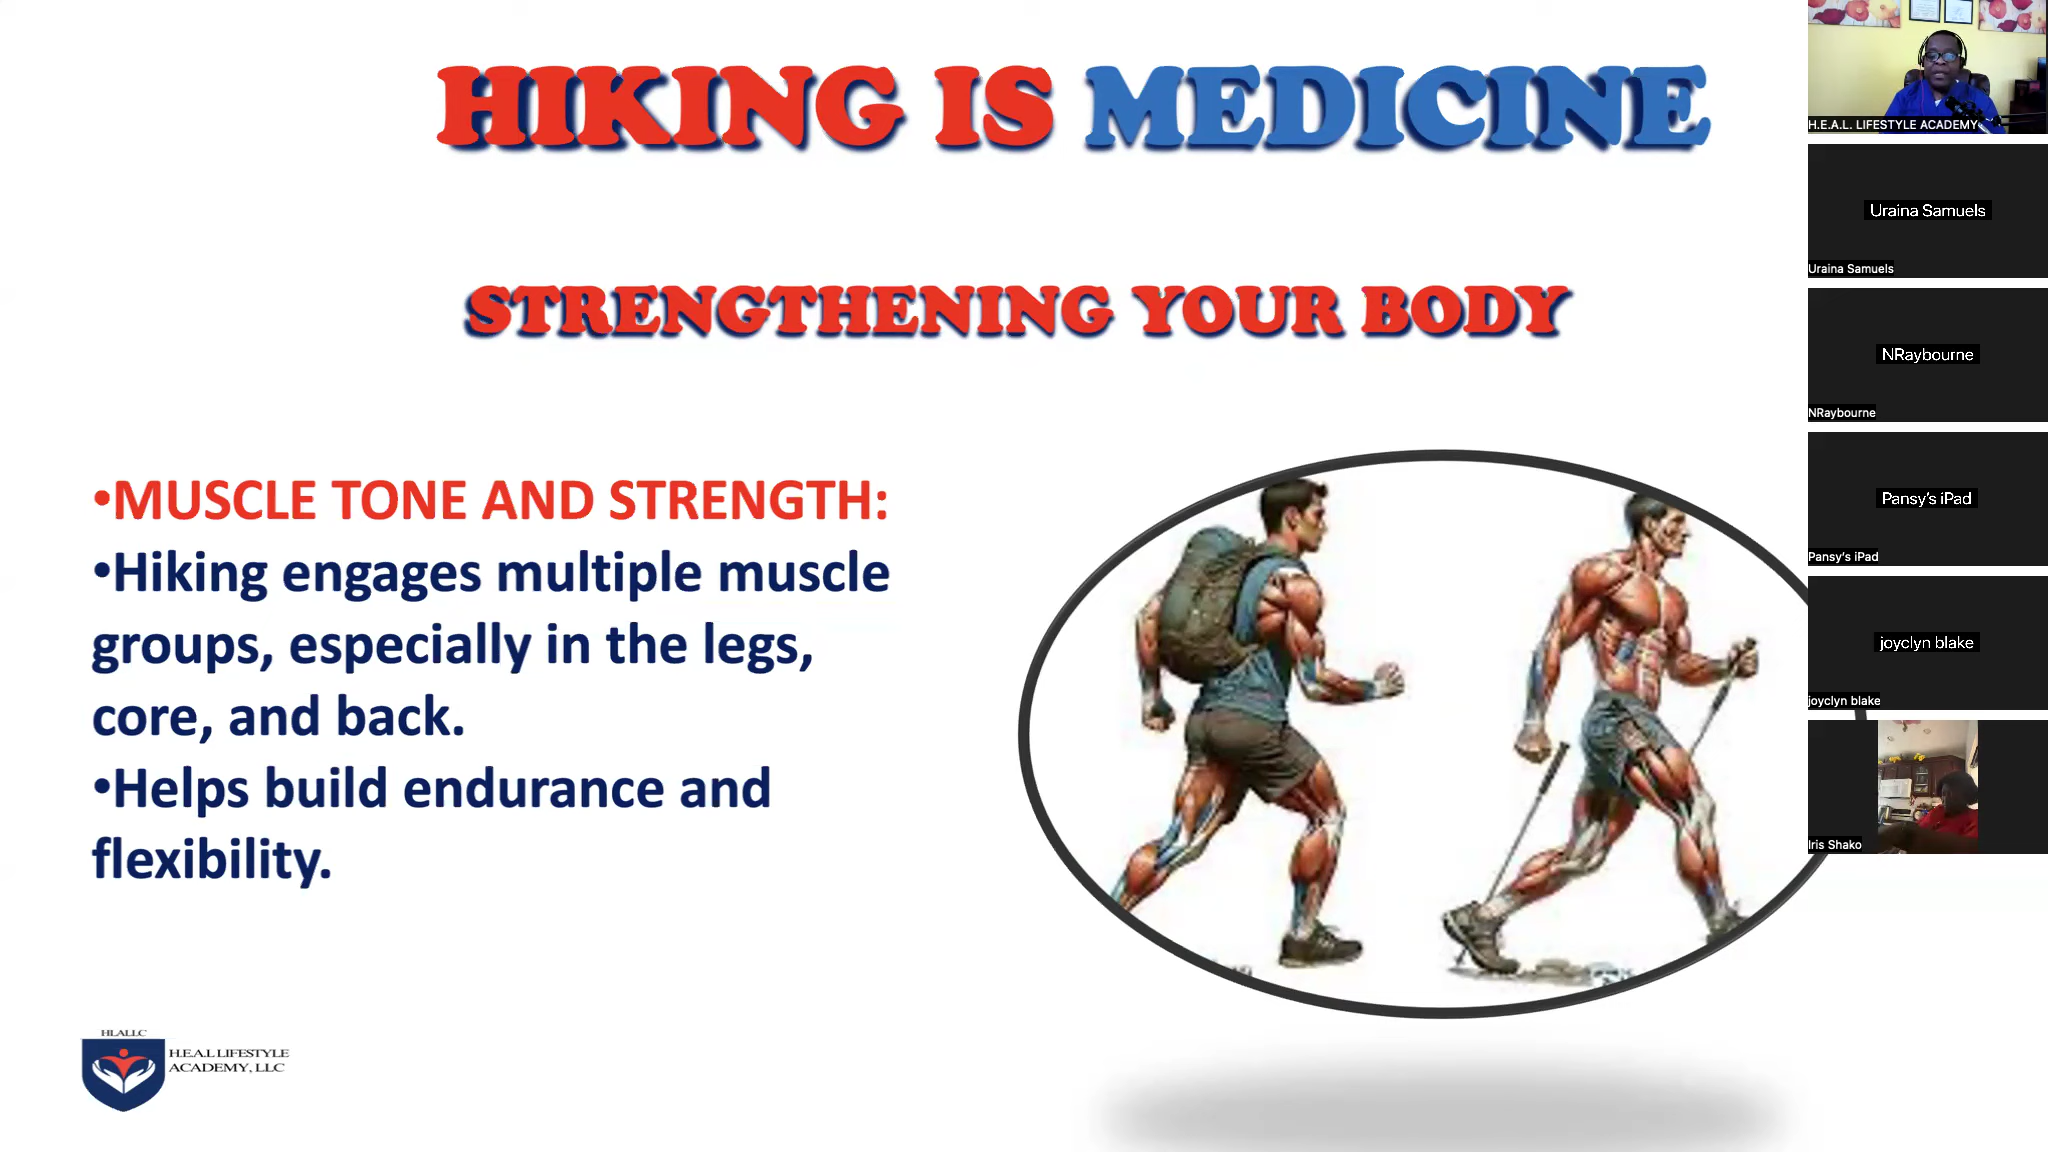 HIKING IS MEDICINE
STRENGTHENING YOUR BODY
•MUSCLE TONE AND STRENGTH:
•Hiking engages multiple muscle
groups, especially in the legs,
core, and back.
•Helps build endurance and
flexibility.
HLALLC
H.E.A.L LIFESTYLE
ACADEMY, LLC
H.E.A.L. LIFESTYLE ACADEMY
Uraina Samuels
Uraina Samuels
NRaybourne
NRaybourne
Pansy's iPad
Pansy's iPad
joyclyn blake
joyclyn blake
Iris Shako